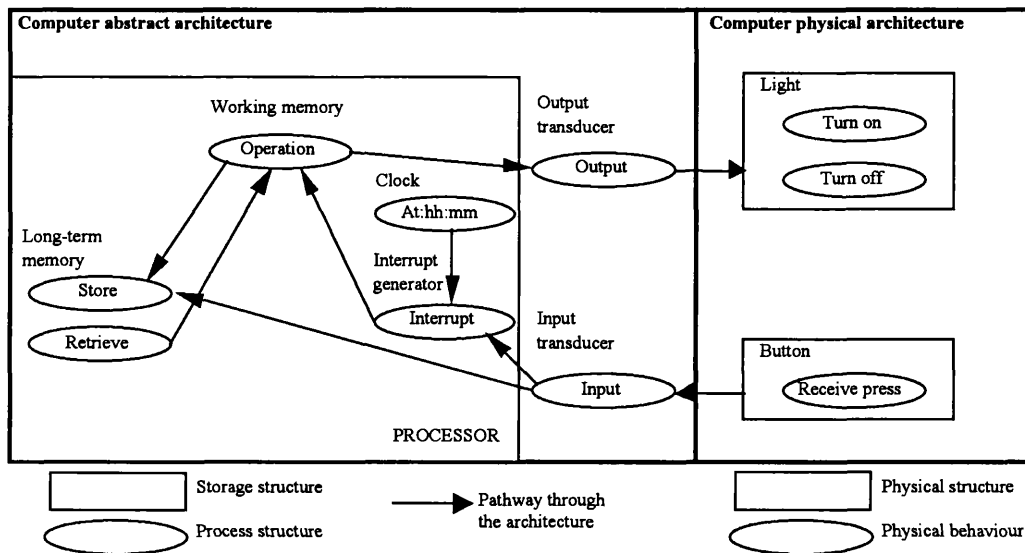 Computer abstract architecture
Computer physical architecture
Working memory
Operation
Output
transducer
Output
Light
Turn on
Turn off
Clock
At:hh:mm
Long-term
memory
Store
Retrieve
Interrupt
generator
Interrupt
Input
transducer
Input
Button
Receive press
PROCESSOR
Storage structure
Process structure
Pathway through
the architecture
Physical structure
Physical behaviour